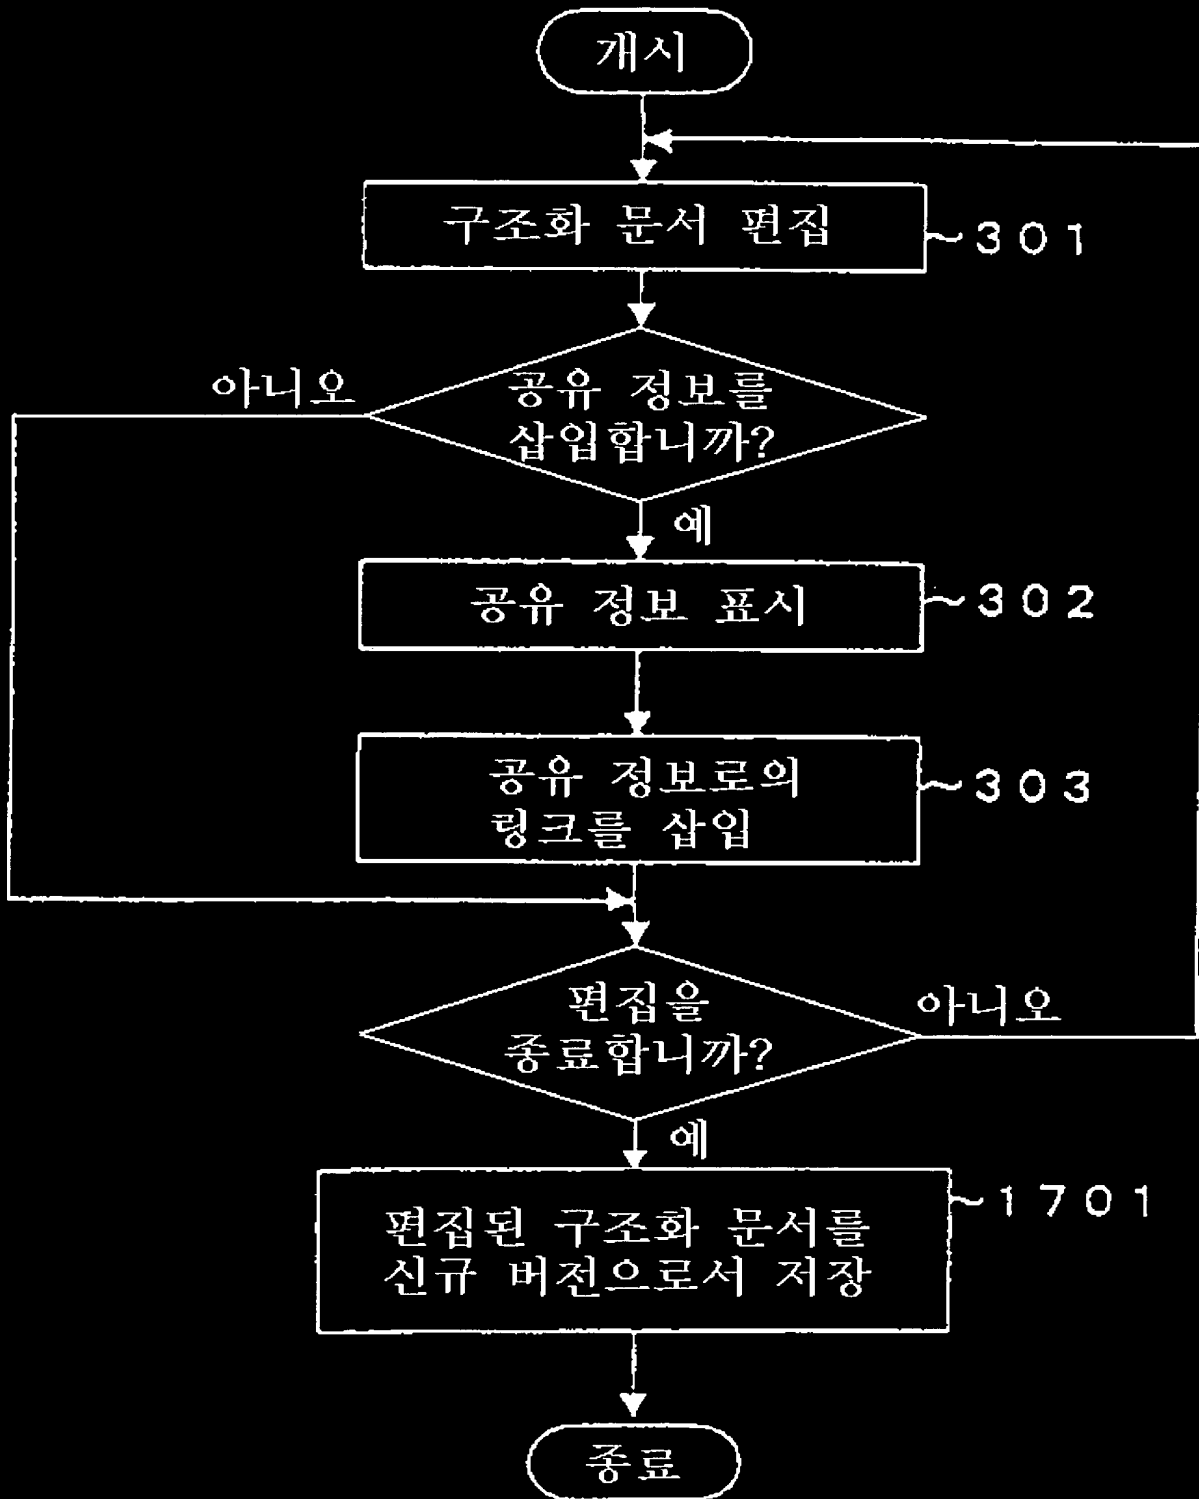 개시
구조화 문서 편집
~301
아니오
공유 정보를
삽입합니까?
예
공유 정보 표시
~302
공유 정보로의
링크를 삽입
~303
편집을
종료합니까?
아니오
예
편집된 구조화 문서를
신규 버전으로서 저장
~1701
종료